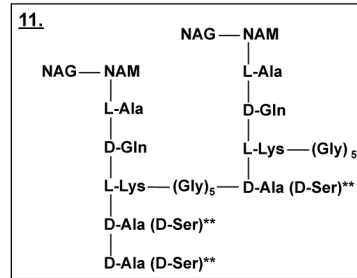 11.
NAG — NAM
NAG — NAM
L-Ala
L-Ala
D-Gln
D-Gln
L-Lys — (Gly) 5
L-Lys — (Gly)5 — D-Ala (D-Ser)**
D-Ala (D-Ser)**
D-Ala (D-Ser)**